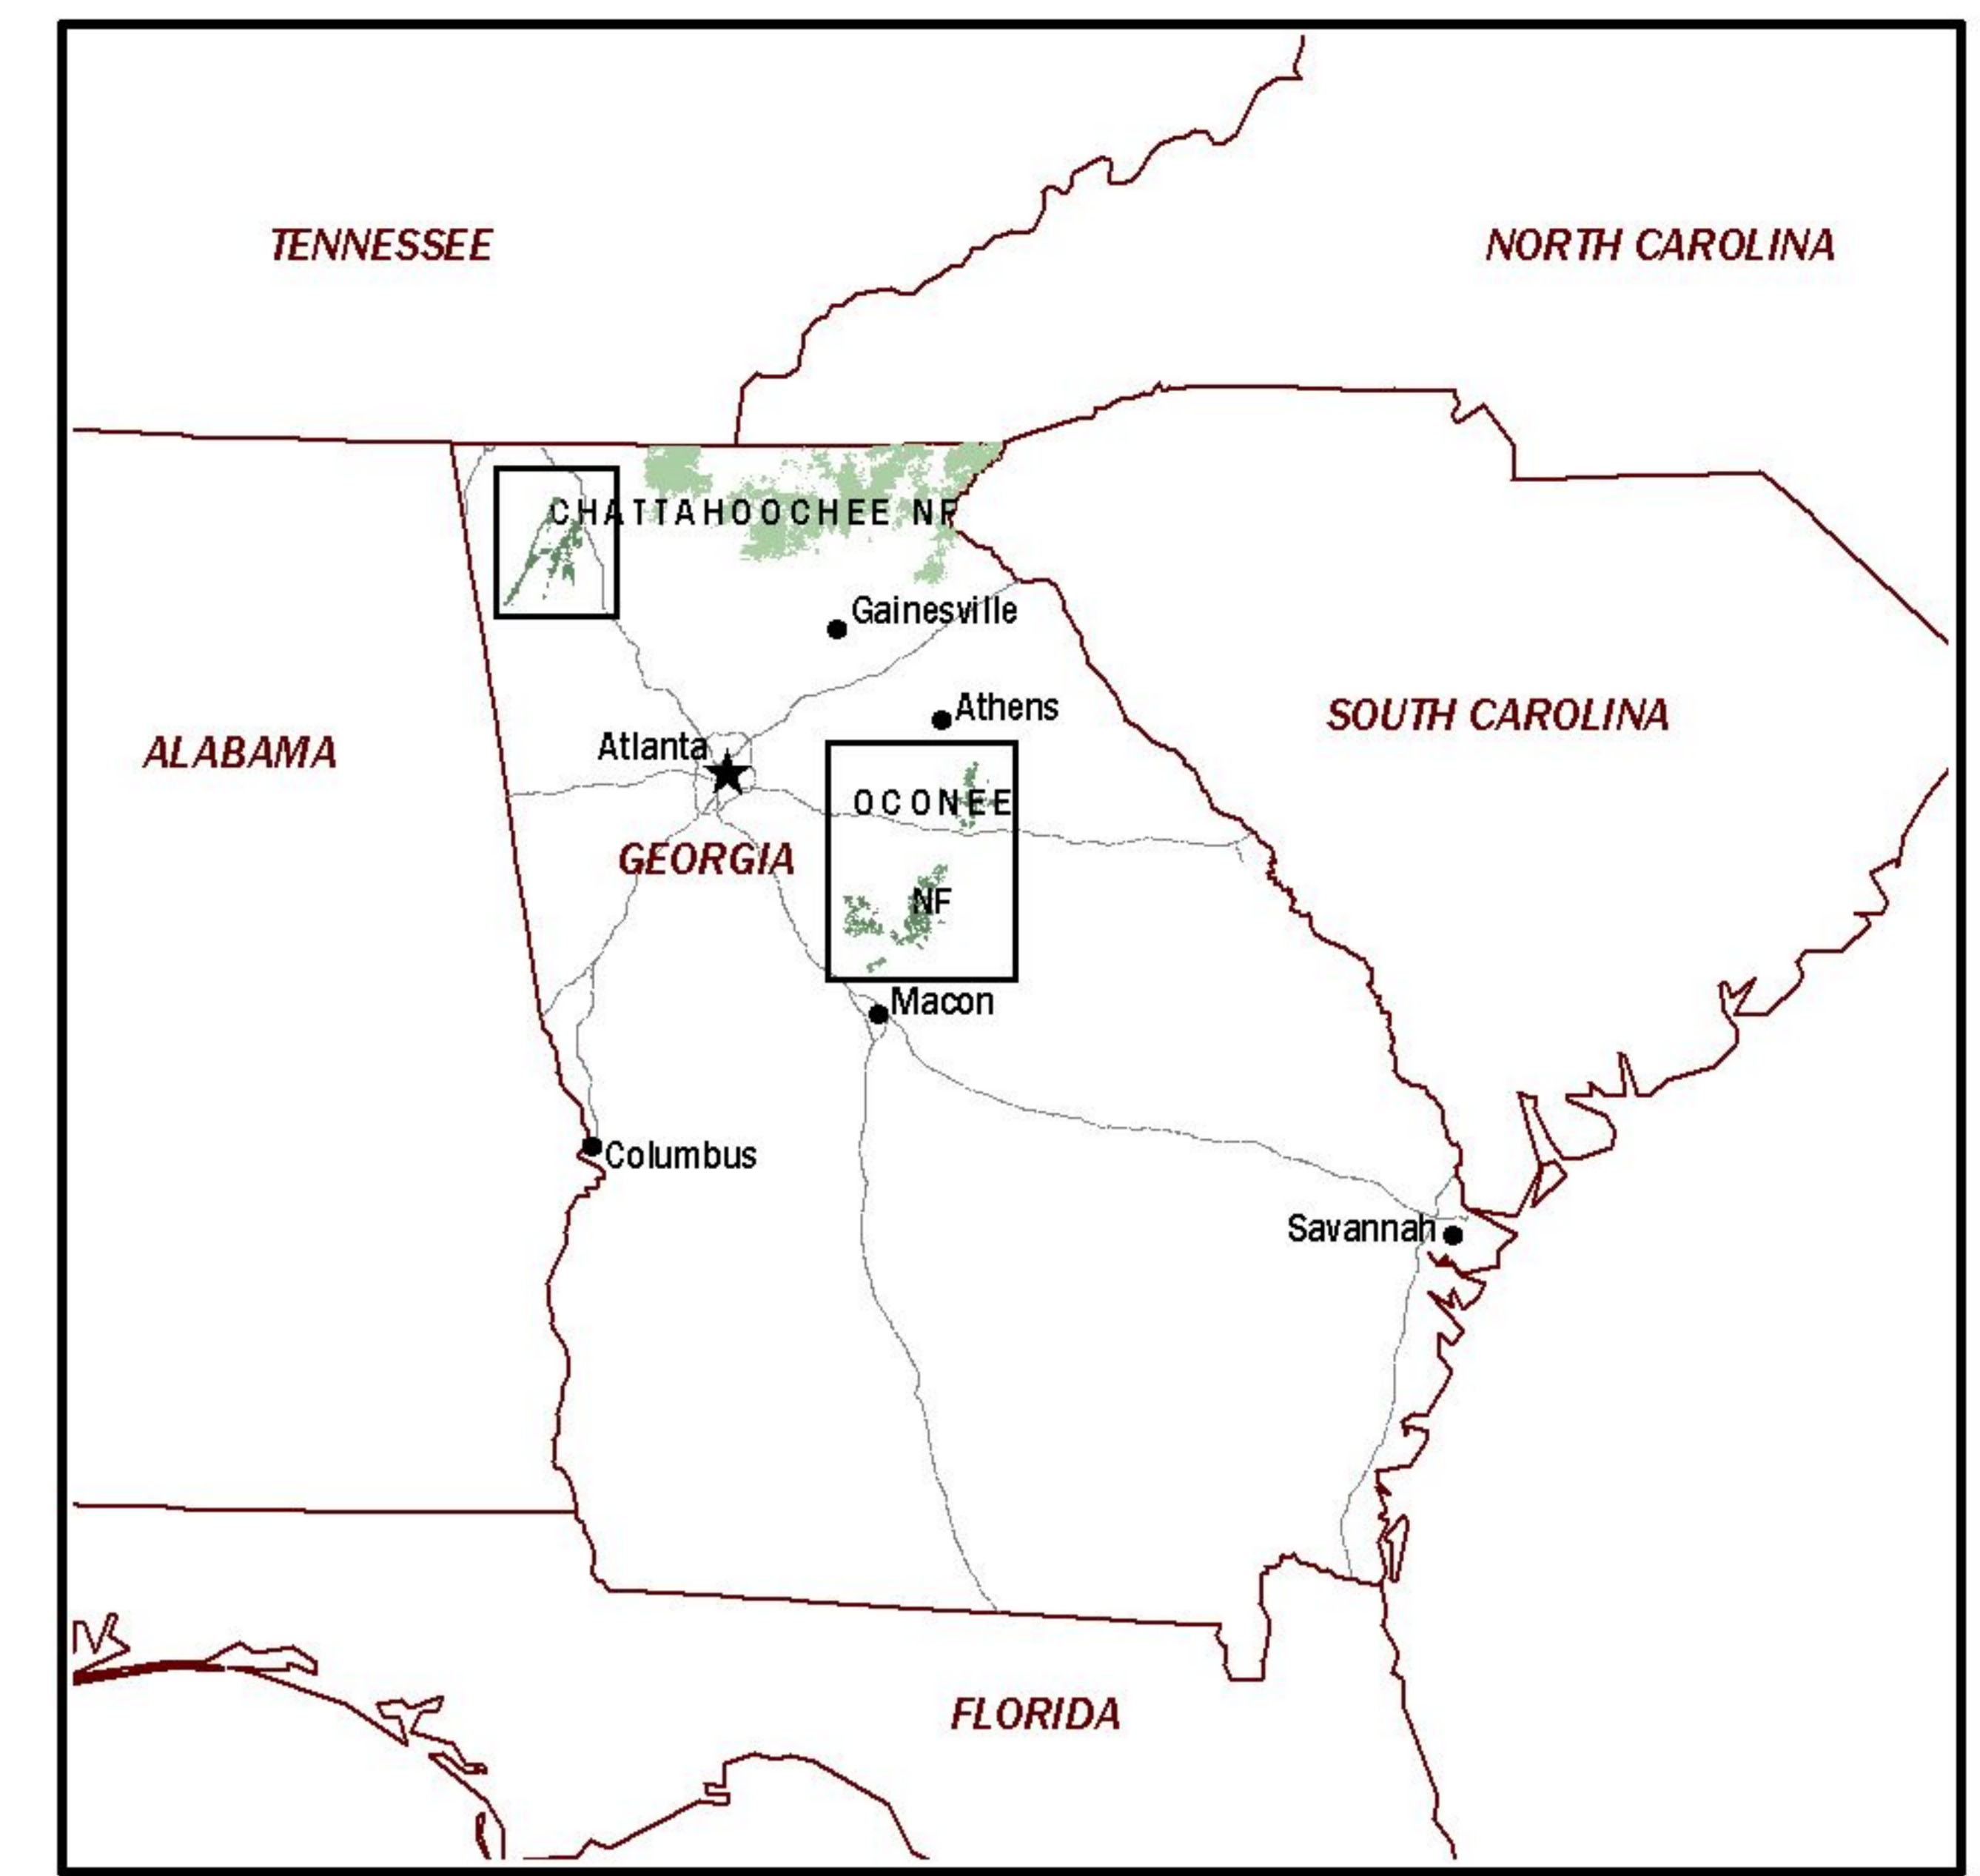 TENNESSEE
NORTH CAROLINA
CHATTAHOOCHEE NF
Gainesville
Athens
SOUTH CAROLINA
Atlanta
ALABAMA
OCONEE
GEORGIA
NF
Macon
Columbus
Savannah
FLORIDA